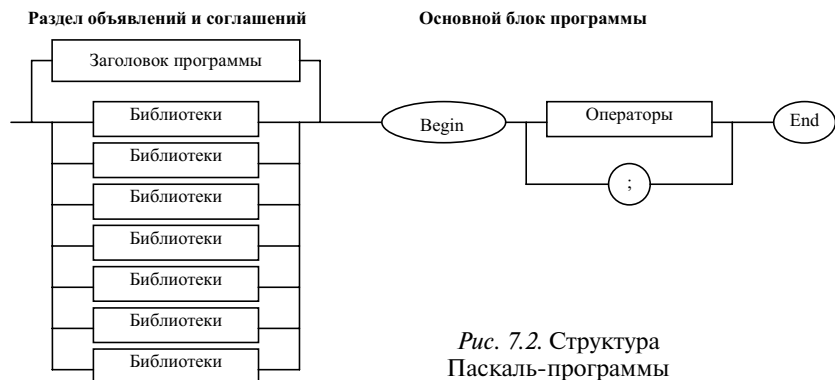 Раздел объявлений и соглашений
Основной блок программы
Заголовок программы
Библиотеки
Библиотеки
Библиотеки
Библиотеки
Библиотеки
Библиотеки
Библиотеки
Begin
Операторы
;
End
Рис. 7.2. Структура
Паскаль-программы